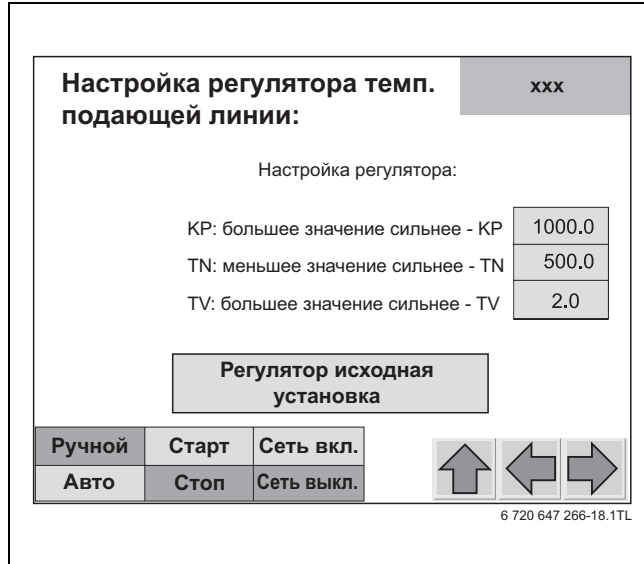 Настройка регулятора темп.
подающей линии:
xxx
Настройка регулятора:
KP: большее значение сильнее - KP
1000.0
TN: меньшее значение сильнее - TN
500.0
TV: большее значение сильнее - TV
2.0
Регулятор исходная
установка
Ручной Старт Сеть вкл.
Авто Стоп Сеть выкл.
6 720 647 266-18.1TL